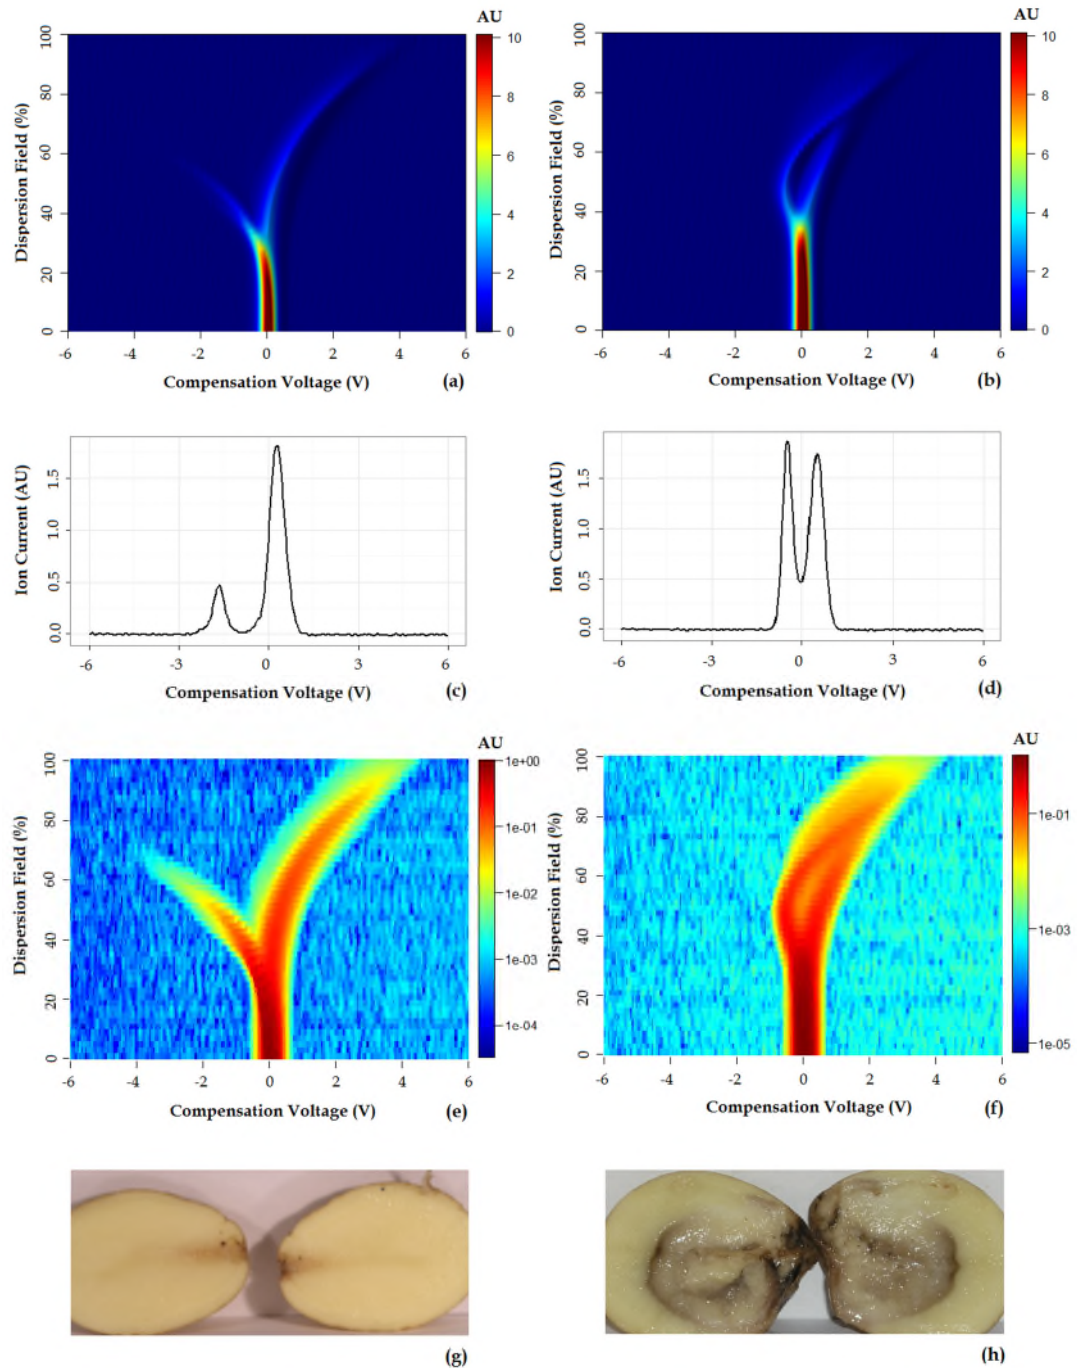 AU
AU
Dispersion Field (%)
0 20 40 60 80 100
0 2 4 6 8 10
-6 -4 -2 0 2 4 6
Compensation Voltage (V)
(a)
Dispersion Field (%)
0 20 40 60 80 100
0 2 4 6 8 10
-6 -4 -2 0 2 4 6
Compensation Voltage (V)
(b)
Ion Current (AU)
0.0 0.5 1.0 1.5
-6 -3 0 3 6
Compensation Voltage (V)
(c)
Ion Current (AU)
0.0 0.5 1.0 1.5
-6 -3 0 3 6
Compensation Voltage (V)
(d)
AU
Dispersion Field (%)
0 20 40 60 80 100
1e+00
1e-01
1e-02
1e-03
1e-04
-6 -4 -2 0 2 4 6
Compensation Voltage (V)
(e)
AU
Dispersion Field (%)
0 20 40 60 80 100
1e-01
1e-03
1e-05
-6 -4 -2 0 2 4 6
Compensation Voltage (V)
(f)
(g)
(h)